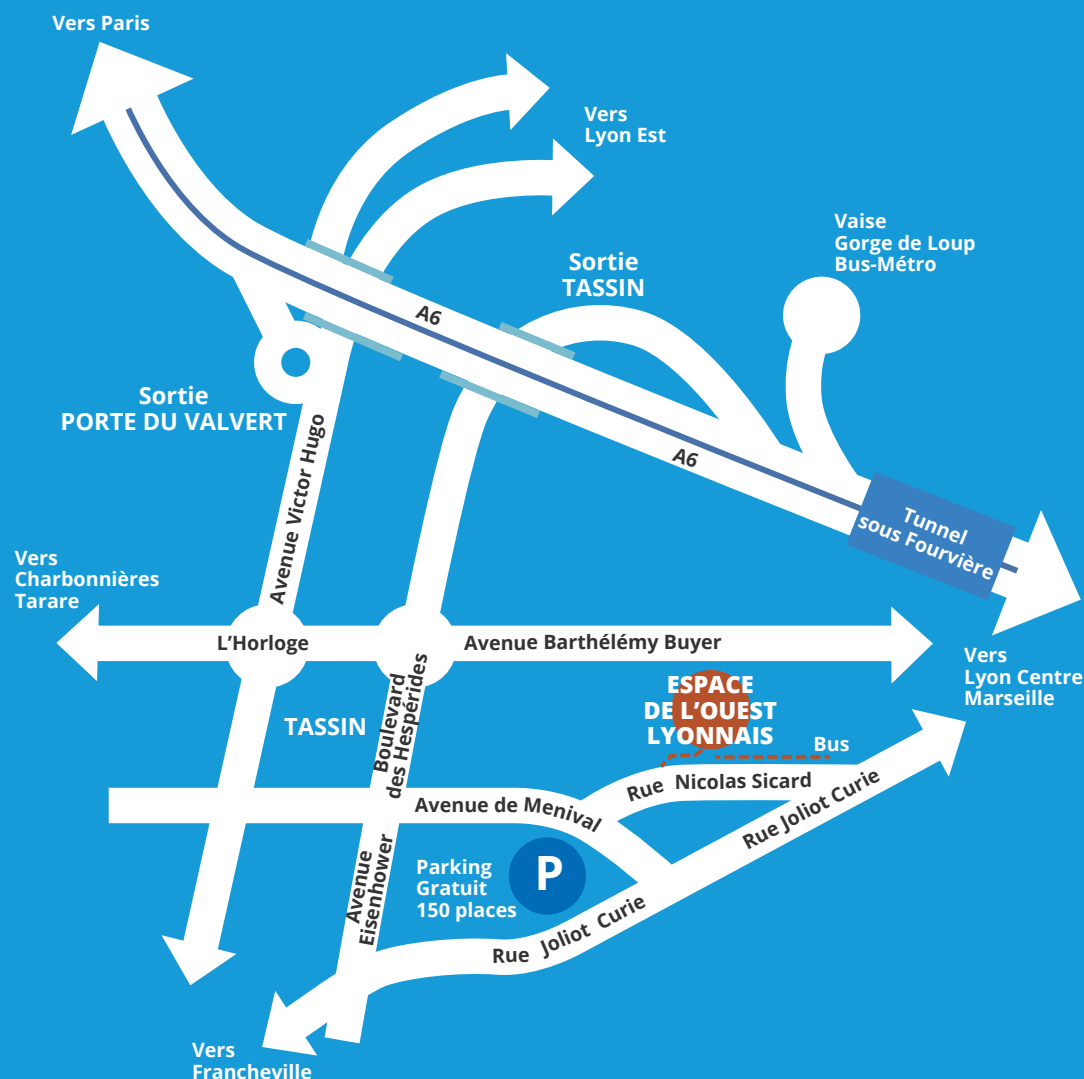 Vers Paris
Vers
Lyon Est
Vaise
Gorge de Loup
Bus-Métro
Sortie
TASSIN
A6
Sortie
PORTE DU VALVERT
Avenue Victor Hugo
A6
Tunnel
sous Fourvière
Vers
Charbonnières
Tarare
L'Horloge
Avenue Barthélémy Buyer
Vers
Lyon Centre
Marseille
TASSIN
Boulevard
des Hespérides
ESPACE
DE L'OUEST
LYONNAIS
Bus
Rue Nicolas Sicard
Avenue de Menival
Rue Joliot Curie
Avenue
Eisenhower
Parking
Gratuit
150 places
P
Rue Joliot Curie
Vers
Francheville